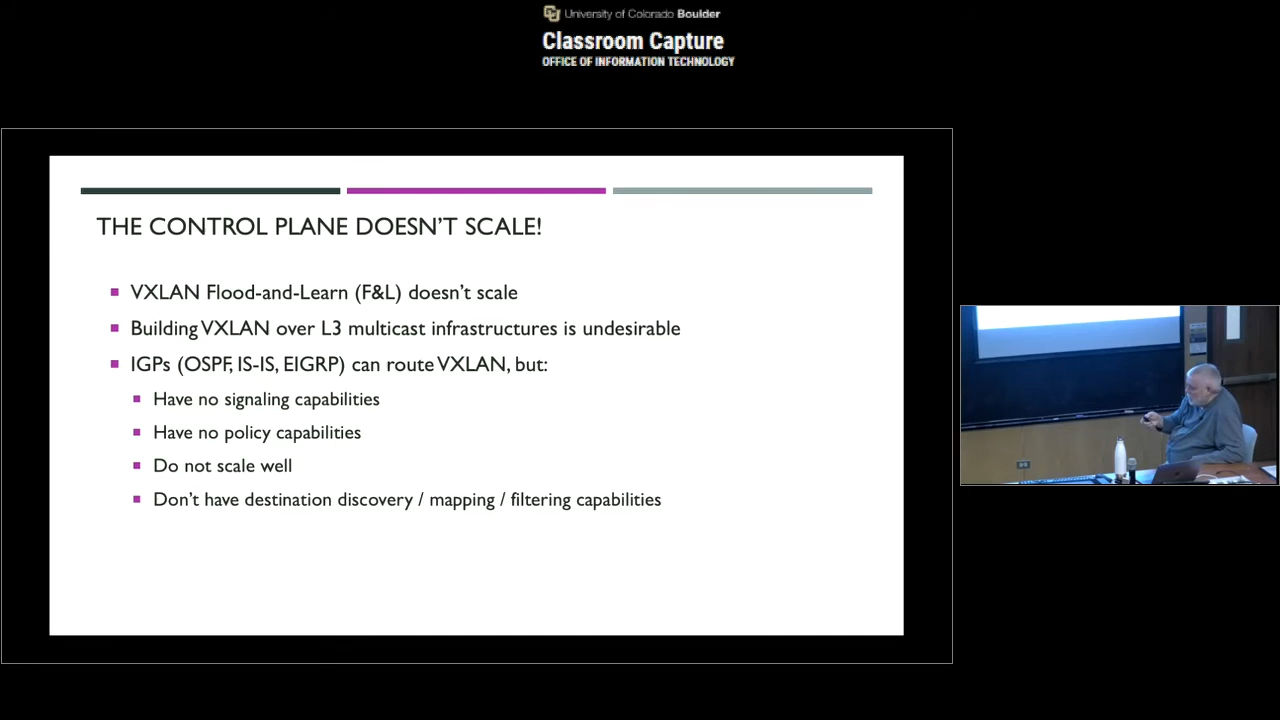 University of Colorado Boulder
Classroom Capture
OFFICE OF INFORMATION TECHNOLOGY
THE CONTROL PLANE DOESN'T SCALE!
VXLAN Flood-and-Learn (F&L) doesn't scale
Building VXLAN over L3 multicast infrastructures is undesirable
IGPs (OSPF, IS-IS, EIGRP) can route VXLAN, but:
Have no signaling capabilities
Have no policy capabilities
Do not scale well
Don't have destination discovery / mapping / filtering capabilities